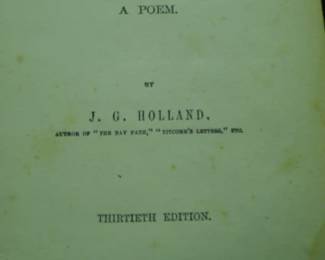 A POEM.
BY
J. G. HOLLAND,
AUTHOR OF "THE BAY PATH," "TITCOMB'S LETTERS," ETC.
THIRTIETH EDITION.